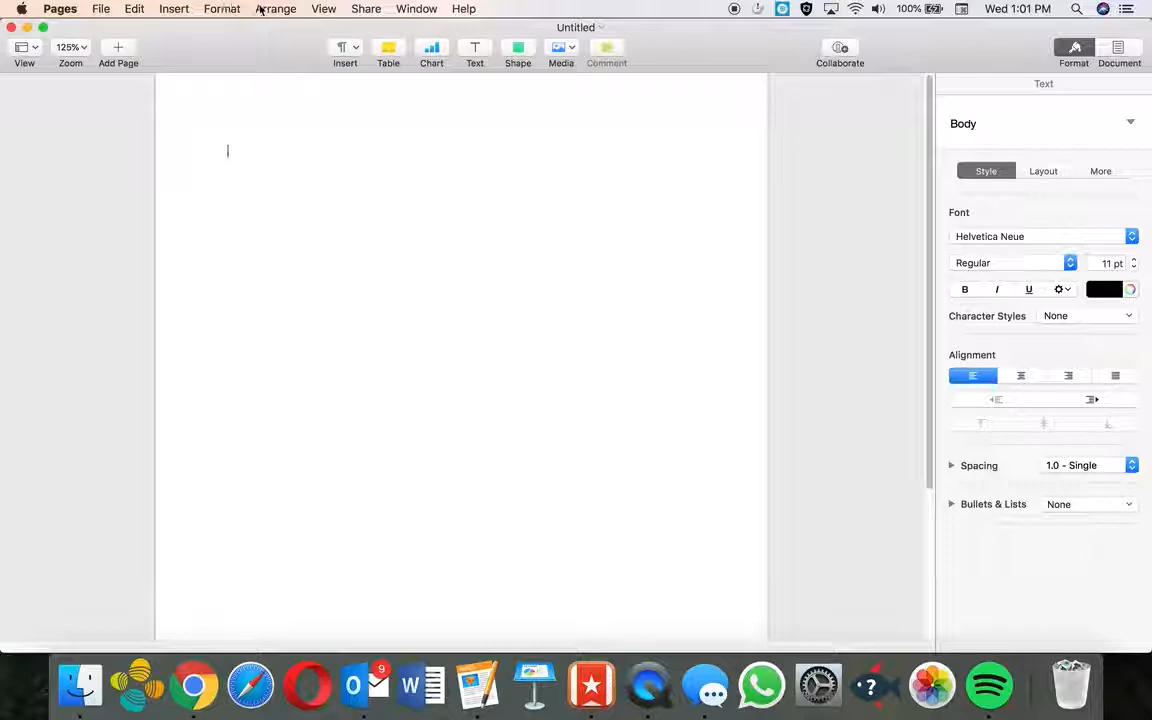 Pages File Edit Insert Format Arrange View Share Window Help 100% Wed 1:01 PM
Untitled
125%
View Zoom Add Page Insert Table Chart Text Shape Media Comment Collaborate Format Document
Text
Body
Style Layout More
Font
Helvetica Neue
Regular 11 pt
B I U
Character Styles None
Alignment
Spacing 1.0 - Single
Bullets & Lists None
9
O W ?